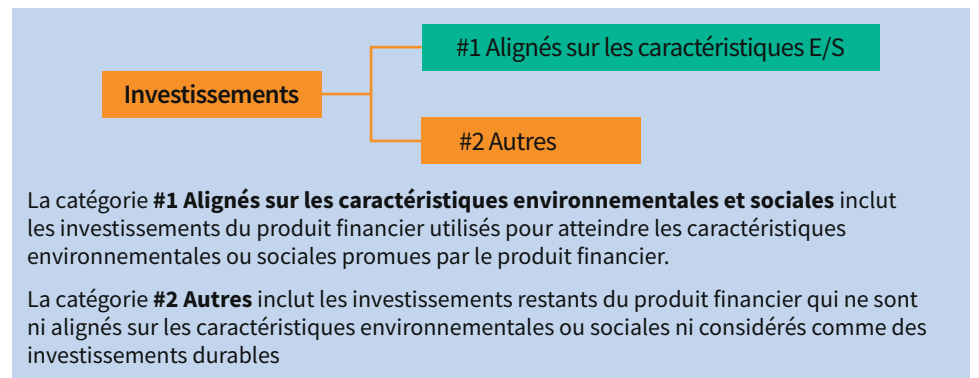 #1 Alignés sur les caractéristiques E/S
Investissements
#2 Autres
La catégorie #1 Alignés sur les caractéristiques environnementales et sociales inclut
les investissements du produit financier utilisés pour atteindre les caractéristiques
environnementales ou sociales promues par le produit financier.
La catégorie #2 Autres inclut les investissements restants du produit financier qui ne sont
ni alignés sur les caractéristiques environnementales ou sociales ni considérés comme des
investissements durables